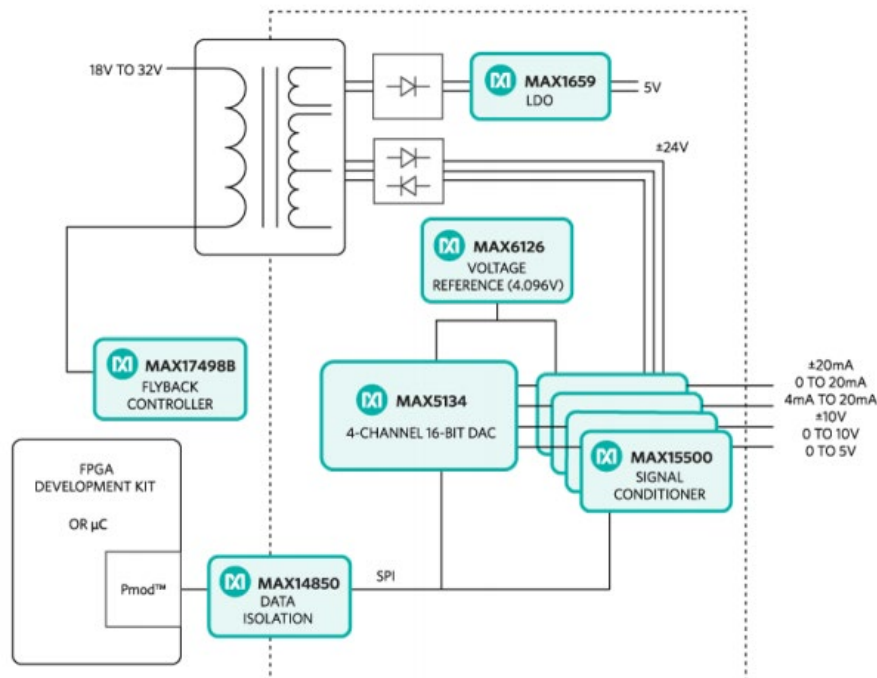 18V TO 32V
MAX1659
LDO
5V
±24V
MAX6126
VOLTAGE
REFERENCE (4.096V)
MAX17498B
FLYBACK
CONTROLLER
MAX5134
4-CHANNEL 16-BIT DAC
±20mA
0 TO 20mA
4mA TO 20mA
±10V
0 TO 10V
0 TO 5V
MAX15500
SIGNAL
CONDITIONER
FPGA
DEVELOPMENT KIT
OR µC
Pmod™
MAX14850
DATA
ISOLATION
SPI